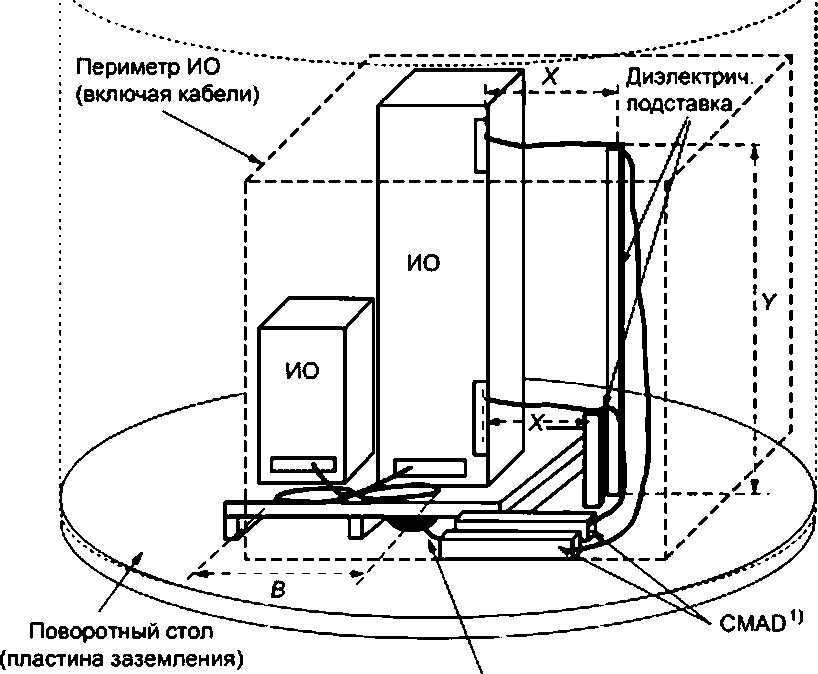 Периметр ИО
(включая кабели)
X
Диэлектрич.
подставка
ИО
Y
ИО
X
B
CMAD 1)
Поворотный стол
(пластина заземления)